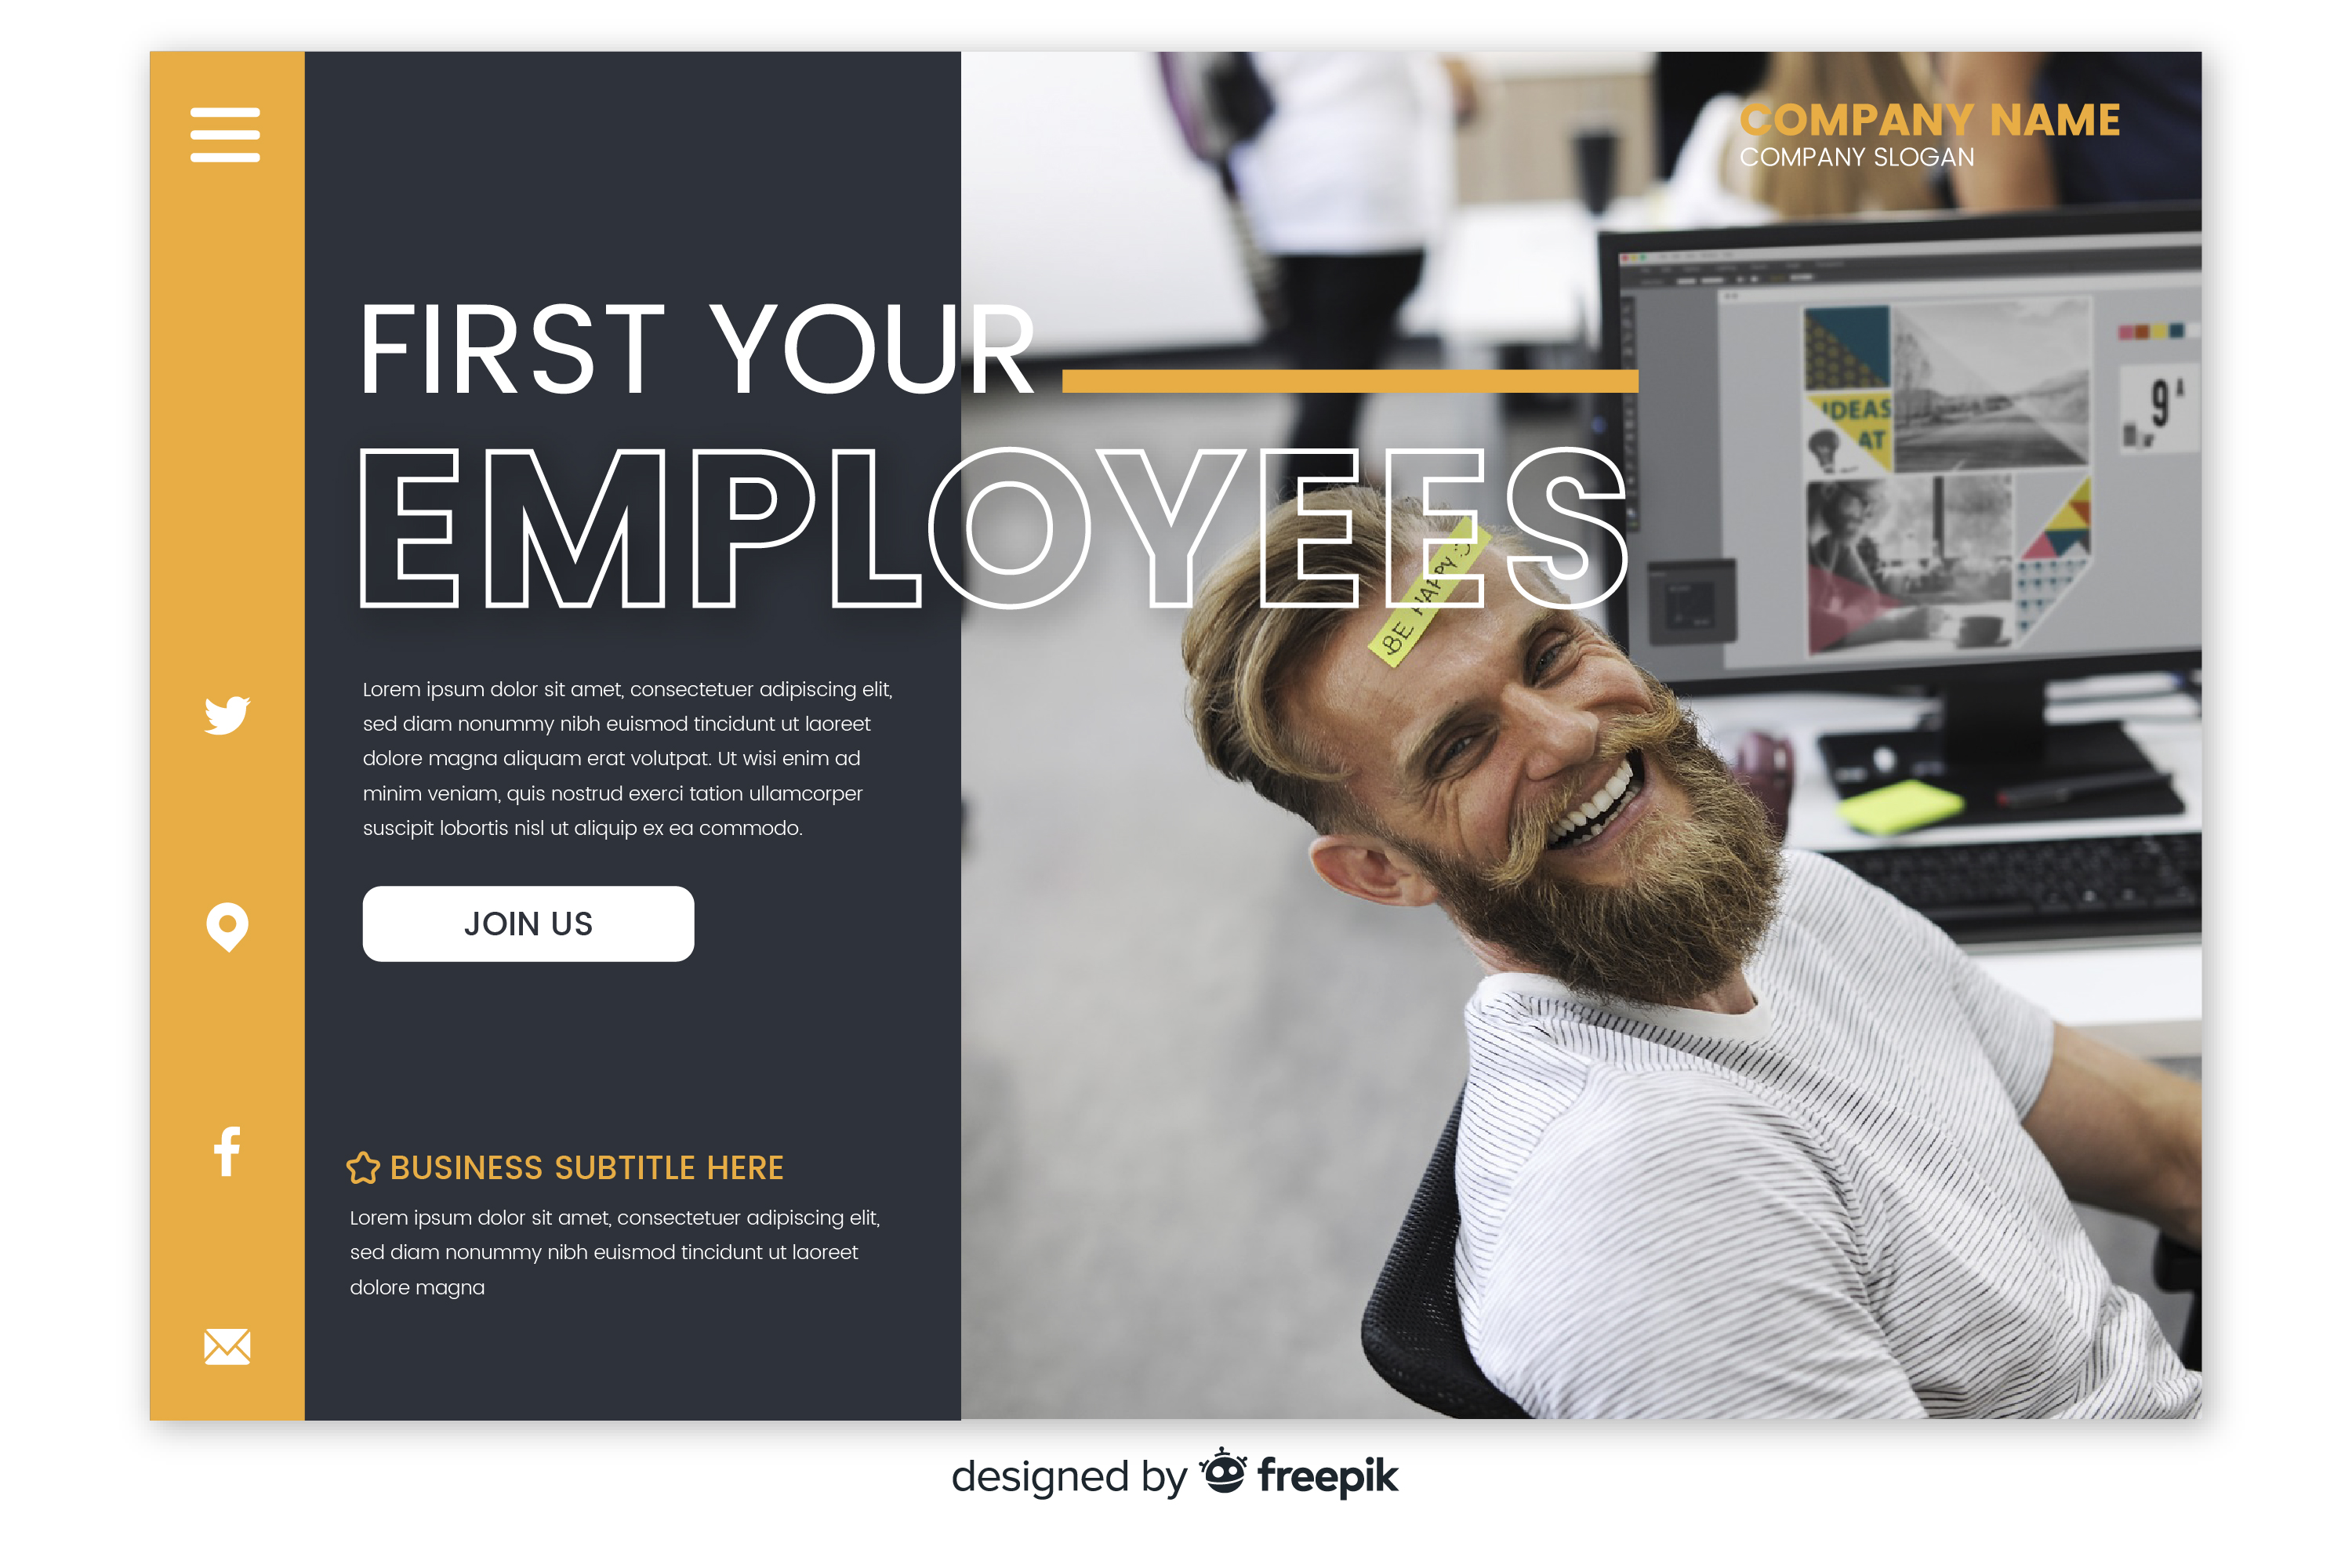 COMPANY NAME
COMPANY SLOGAN
FIRST YOUR
EMPLOYEES
IDEAS
AT
9 A
BE HAPPY :)
Lorem ipsum dolor sit amet, consectetuer adipiscing elit,
sed diam nonummy nibh euismod tincidunt ut laoreet
dolore magna aliquam erat volutpat. Ut wisi enim ad
minim veniam, quis nostrud exerci tation ullamcorper
suscipit lobortis nisl ut aliquip ex ea commodo.
JOIN US
BUSINESS SUBTITLE HERE
Lorem ipsum dolor sit amet, consectetuer adipiscing elit,
sed diam nonummy nibh euismod tincidunt ut laoreet
dolore magna
designed by freepik